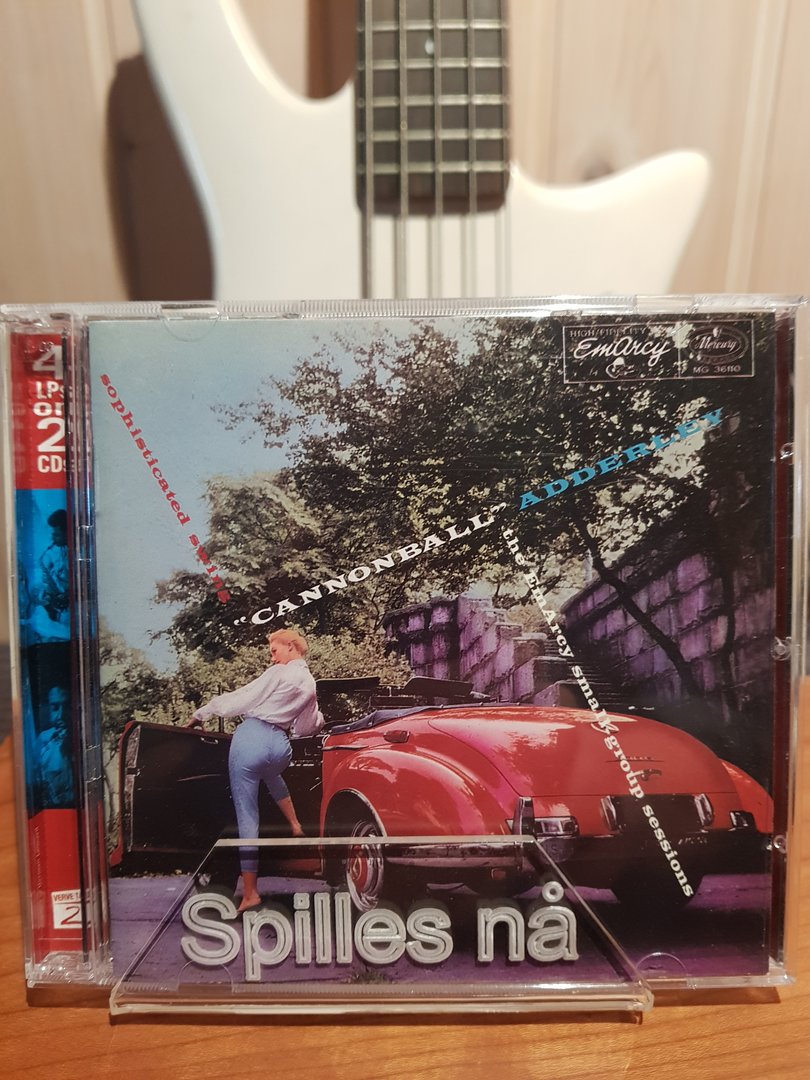 4
LPs
on
2
CDs
HIGH FIDELITY
EmArcy
Mercury
MG 36110
sophisticated swing
"CANNONBALL" ADDERLEY
the EmArcy small group sessions
VERVE
2
Spilles nå